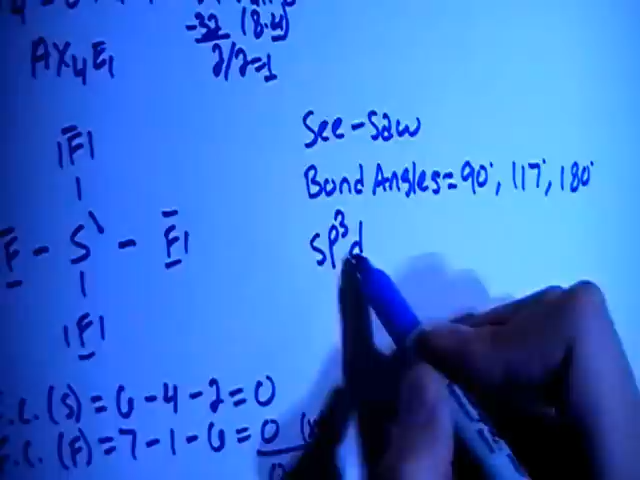 -32 (8·4)
AX4E1
2/2=1
See-Saw
|F|
Bond Angles = 90°, 117°, 180°
F - S - F|
sp³d
|F|
F.C. (S) = 6 - 4 - 2 = 0
F.C. (F) = 7 - 1 - 6 = 0